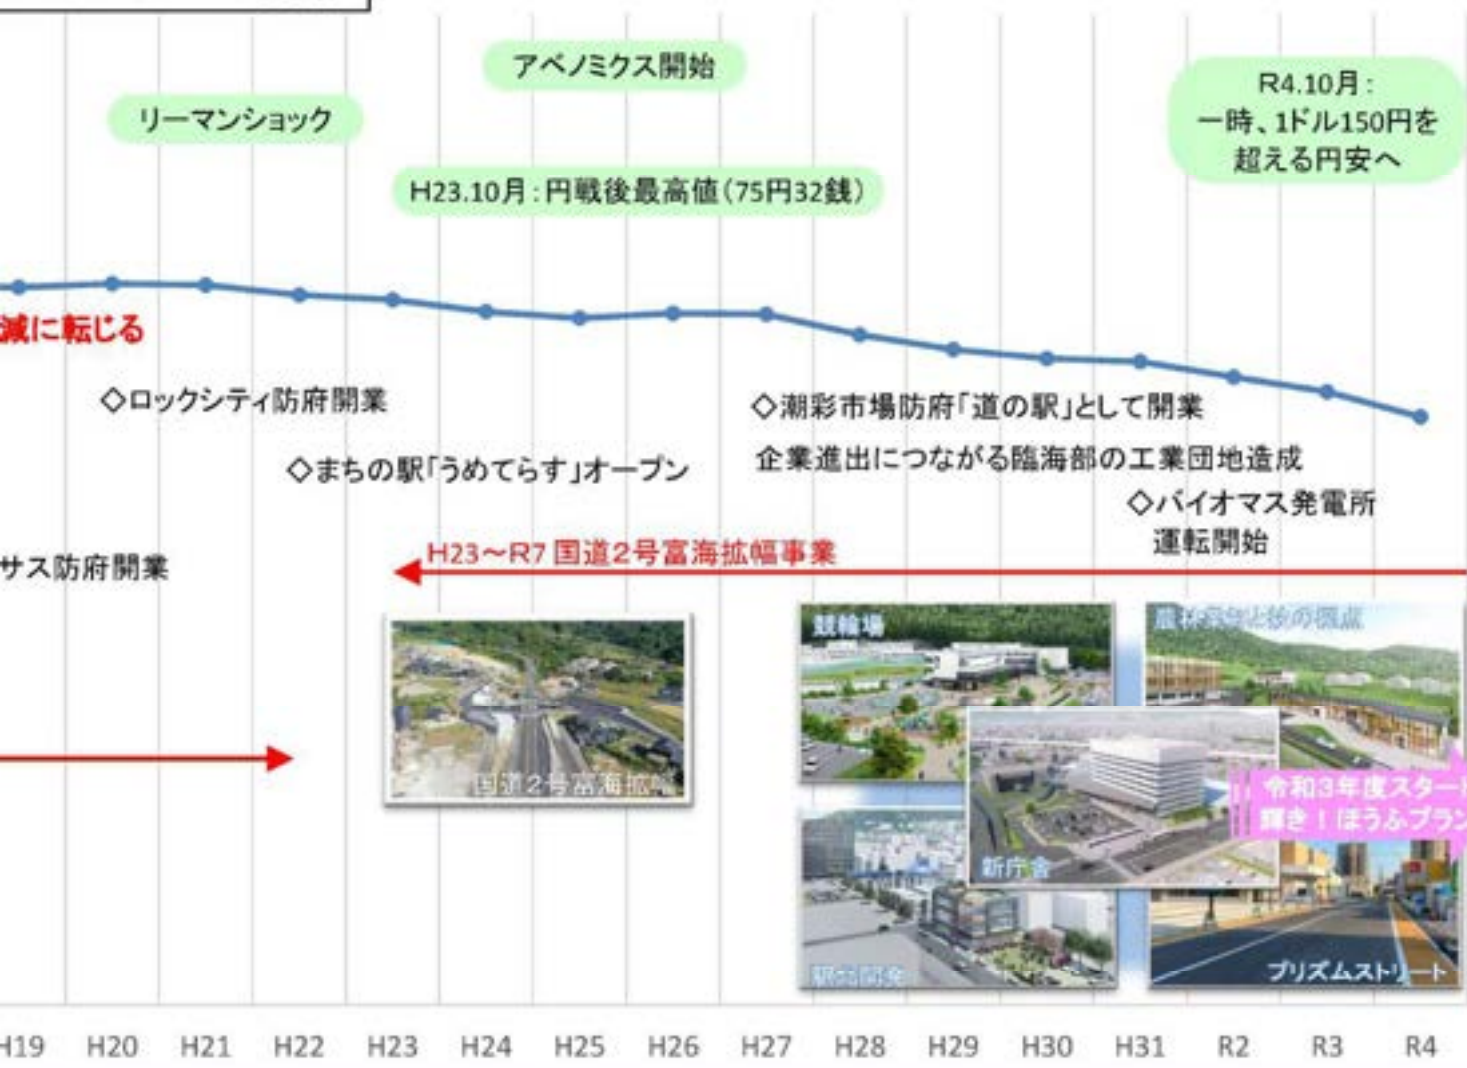 アベノミクス開始
R4.10月：
一時、1ドル150円を
超える円安へ
リーマンショック
H23.10月：円戦後最高値（75円32銭）
減に転じる
◇ロックシティ防府開業
◇潮彩市場防府「道の駅」として開業
◇まちの駅「うめてらす」オープン
企業進出につながる臨海部の工業団地造成
◇バイオマス発電所
運転開始
サス防府開業
H23～R7 国道2号富海拡幅事業
競輪場
国道2号富海拡幅
令和3年度スター
輝き！ほうふプラン
新庁舎
プリズムストリート
H19 H20 H21 H22 H23 H24 H25 H26 H27 H28 H29 H30 H31 R2 R3 R4